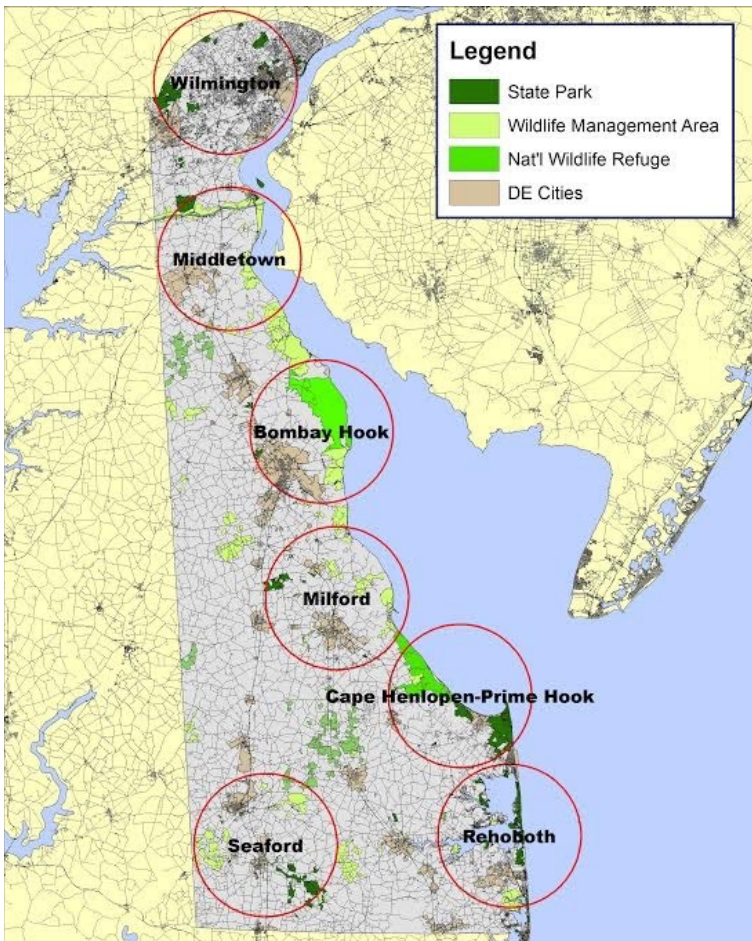 Legend
State Park
Wildlife Management Area
Nat'l Wildlife Refuge
DE Cities
Wilmington
Middletown
Bombay Hook
Milford
Cape Henlopen-Prime Hook
Seaford
Rehoboth